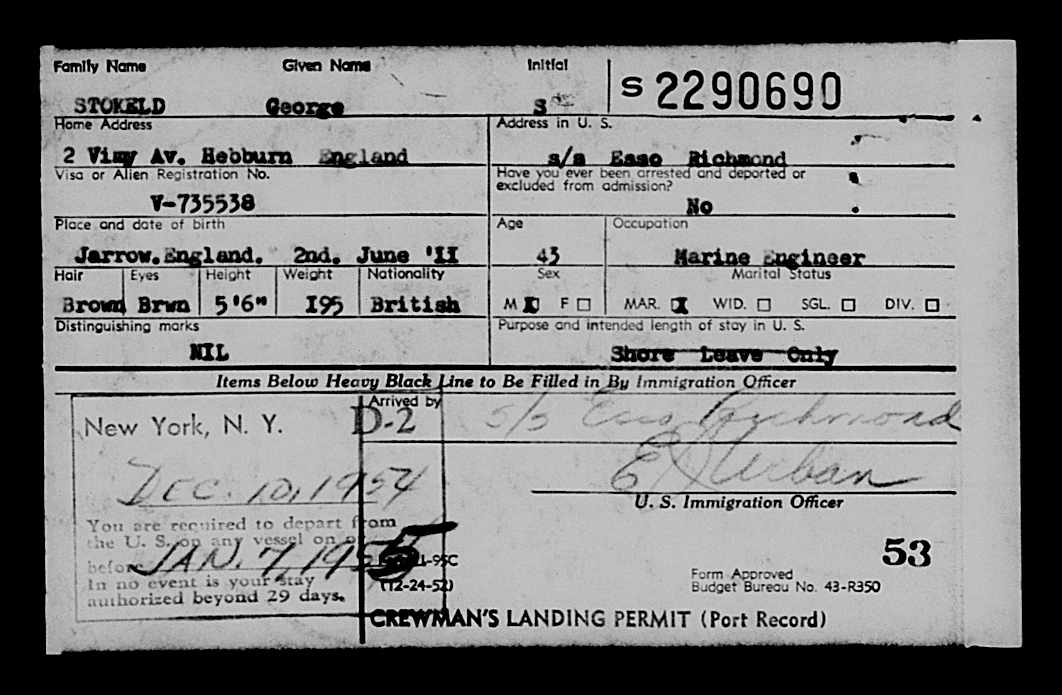 Family Name Given Name Initial
STOKELD George S
S 2290690
Home Address Address in U. S.
2 Vimy Av. Hebburn England s/s Esso Richmond
Visa or Alien Registration No. Have you ever been arrested and deported or
excluded from admission?
V-735538 No
Place and date of birth Age Occupation
Jarrow.England. 2nd. June 'II 43 Marine Engineer
Hair Eyes Height Weight Nationality Sex Marital Status
Brown Brwn 5'6" I95 British M F MAR. WID. SGL. DIV.
Distinguishing marks Purpose and intended length of stay in U. S.
NIL Shore Leave Only
Items Below Heavy Black Line to Be Filled in By Immigration Officer
Arrived by
New York, N. Y. D-2 s/s Esso Richmond
DEC. 10, 1954 E Urban
U. S. Immigration Officer
You are required to depart from
the U. S. on any vessel on or
before JAN. 7, 1955
In no event is your stay
authorized beyond 29 days.
-95C
(12-24-52)
53
Form Approved
Budget Bureau No. 43-R350
CREWMAN'S LANDING PERMIT (Port Record)